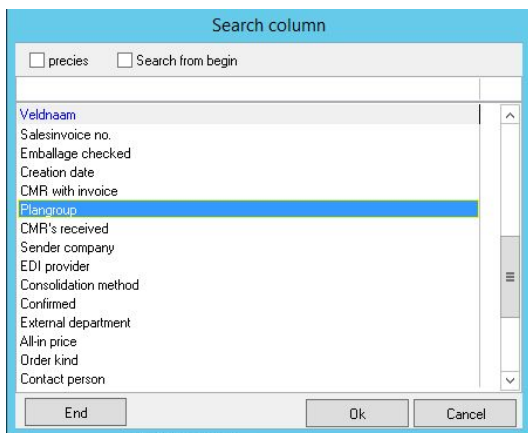 Search column
precies Search from begin
Veldnaam
Salesinvoice no.
Emballage checked
Creation date
CMR with invoice
Plangroup
CMR's received
Sender company
EDI provider
Consolidation method
Confirmed
External department
All-in price
Order kind
Contact person
End Ok Cancel